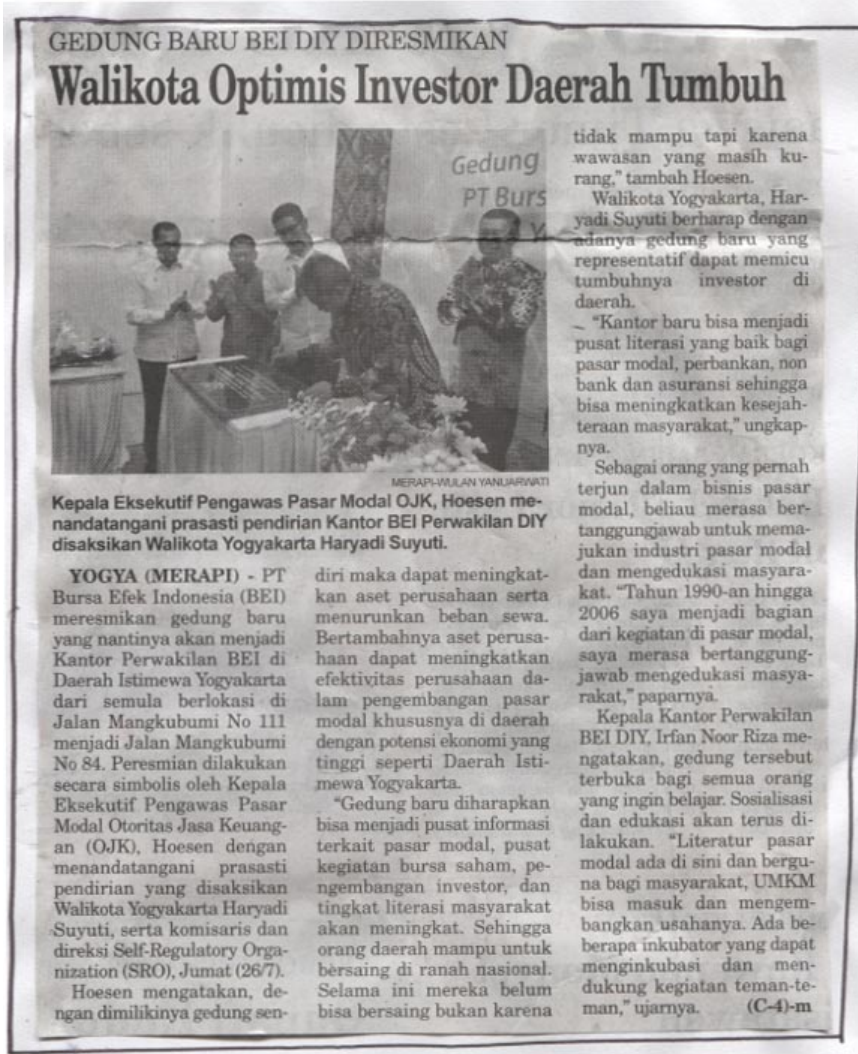 GEDUNG BARU BEI DIY DIRESMIKAN
Walikota Optimis Investor Daerah Tumbuh
Gedung
PT Burs
MERAPI-WULAN YANUARWATI
Kepala Eksekutif Pengawas Pasar Modal OJK, Hoesen me-
nandatangani prasasti pendirian Kantor BEI Perwakilan DIY
disaksikan Walikota Yogyakarta Haryadi Suyuti.
YOGYA (MERAPI) - PT
Bursa Efek Indonesia (BEI)
meresmikan gedung baru
yang nantinya akan menjadi
Kantor Perwakilan BEI di
Daerah Istimewa Yogyakarta
dari semula berlokasi di
Jalan Mangkubumi No 111
menjadi Jalan Mangkubumi
No 84. Peresmian dilakukan
secara simbolis oleh Kepala
Eksekutif Pengawas Pasar
Modal Otoritas Jasa Keuang-
an (OJK), Hoesen dengan
menandatangani prasasti
pendirian yang disaksikan
Walikota Yogyakarta Haryadi
Suyuti, serta komisaris dan
direksi Self-Regulatory Orga-
nization (SRO), Jumat (26/7).
Hoesen mengatakan, de-
ngan dimilikinya gedung sen-
diri maka dapat meningkat-
kan aset perusahaan serta
menurunkan beban sewa.
Bertambahnya aset perusa-
haan dapat meningkatkan
efektivitas perusahaan da-
lam pengembangan pasar
modal khususnya di daerah
dengan potensi ekonomi yang
tinggi seperti Daerah Isti-
mewa Yogyakarta.
"Gedung baru diharapkan
bisa menjadi pusat informasi
terkait pasar modal, pusat
kegiatan bursa saham, pe-
ngembangan investor, dan
tingkat literasi masyarakat
akan meningkat. Sehingga
orang daerah mampu untuk
bersaing di ranah nasional.
Selama ini mereka belum
bisa bersaing bukan karena
tidak mampu tapi karena
wawasan yang masih ku-
rang," tambah Hoesen.
Walikota Yogyakarta, Har-
yadi Suyuti berharap dengan
adanya gedung baru yang
representatif dapat memicu
tumbuhnya investor di
daerah.
"Kantor baru bisa menjadi
pusat literasi yang baik bagi
pasar modal, perbankan, non
bank dan asuransi sehingga
bisa meningkatkan kesejah-
teraan masyarakat," ungkap-
nya.
Sebagai orang yang pernah
terjun dalam bisnis pasar
modal, beliau merasa ber-
tanggungjawab untuk mema-
jukan industri pasar modal
dan mengedukasi masyara-
kat. "Tahun 1990-an hingga
2006 saya menjadi bagian
dari kegiatan di pasar modal,
saya merasa bertanggung-
jawab mengedukasi masya-
rakat," paparnya.
Kepala Kantor Perwakilan
BEI DIY, Irfan Noor Riza me-
ngatakan, gedung tersebut
terbuka bagi semua orang
yang ingin belajar. Sosialisasi
dan edukasi akan terus di-
lakukan. "Literatur pasar
modal ada di sini dan bergu-
na bagi masyarakat, UMKM
bisa masuk dan mengem-
bangkan usahanya. Ada be-
berapa inkubator yang dapat
menginkubasi dan men-
dukung kegiatan teman-te-
man," ujarnya. (C-4)-m